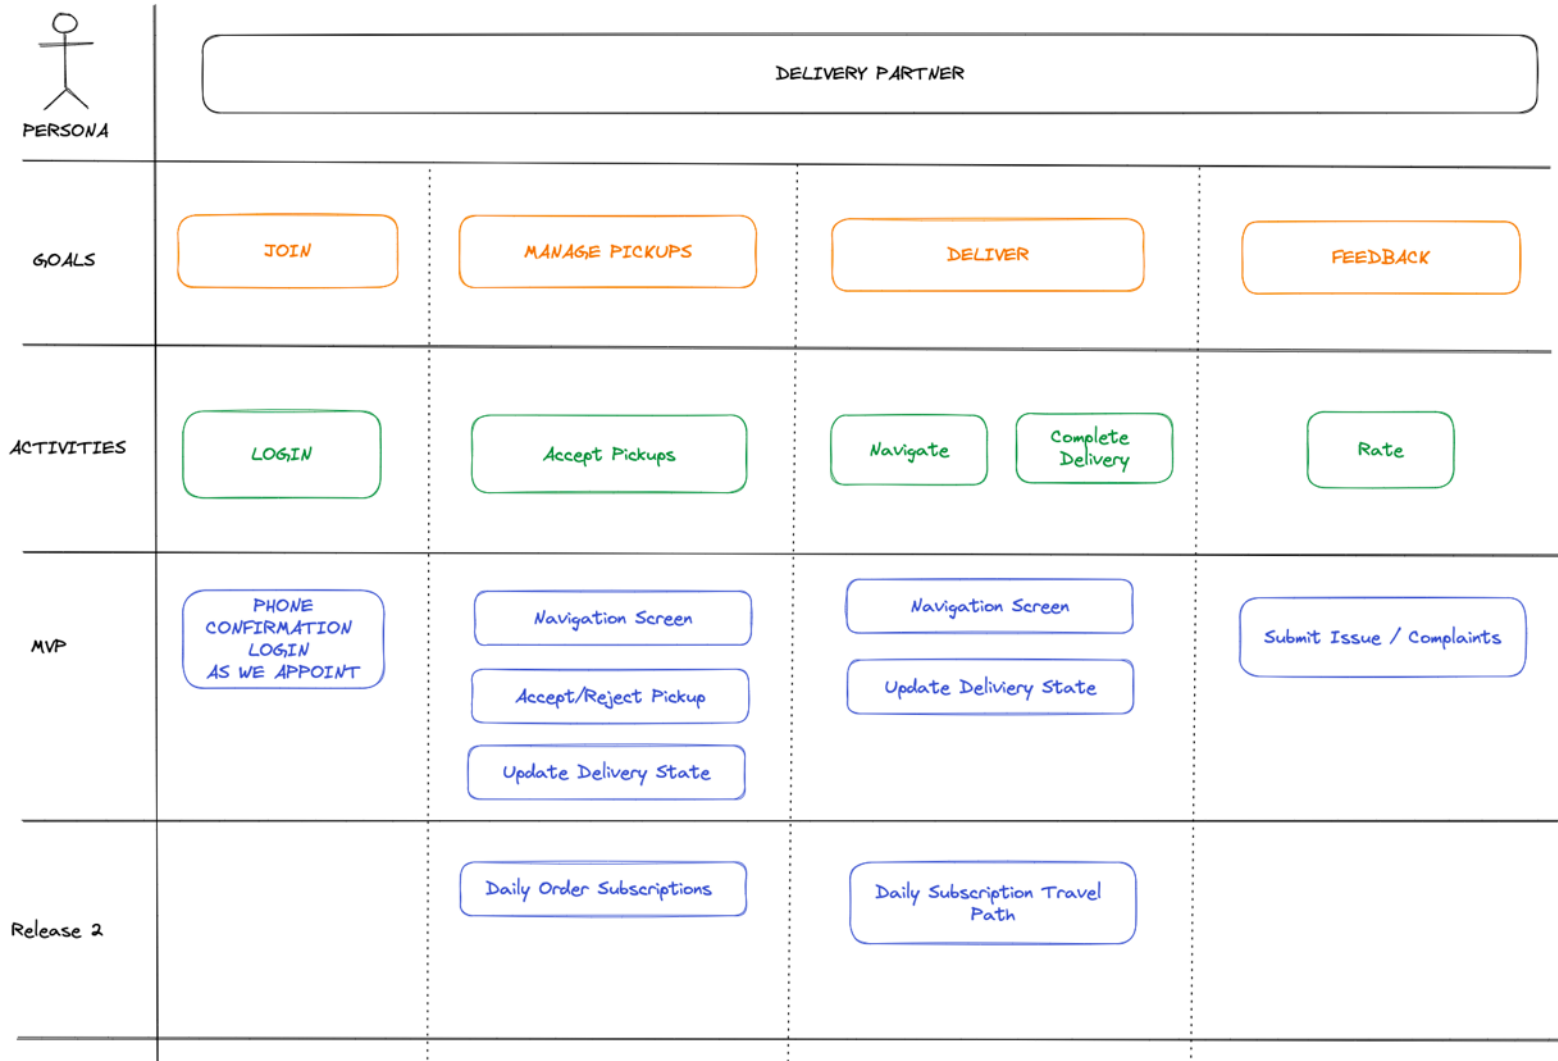 DELIVERY PARTNER
PERSONA
GOALS
JOIN
MANAGE PICKUPS
DELIVER
FEEDBACK
ACTIVITIES
LOGIN
Accept Pickups
Navigate
Complete
Delivery
Rate
MVP
PHONE
CONFIRMATION
LOGIN
AS WE APPOINT
Navigation Screen
Accept/Reject Pickup
Update Delivery State
Navigation Screen
Update Deliviery State
Submit Issue / Complaints
Release 2
Daily Order Subscriptions
Daily Subscription Travel
Path